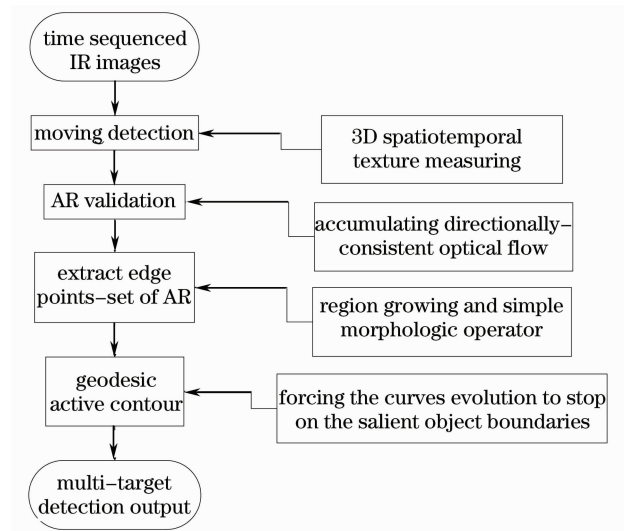 time sequenced
IR images
moving detection
3D spatiotemporal
texture measuring
AR validation
accumulating directionally–
consistent optical flow
extract edge
points–set of AR
region growing and simple
morphologic operator
geodesic
active contour
forcing the curves evolution to stop
on the salient object boundaries
multi–target
detection output